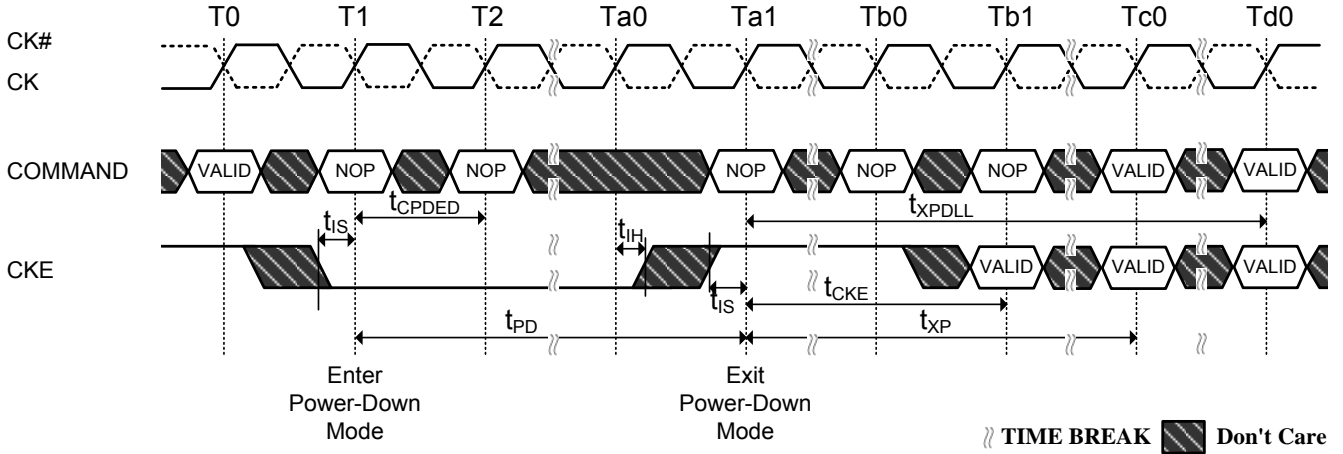 T0 T1 T2 Ta0 Ta1 Tb0 Tb1 Tc0 Td0
CK#
CK
COMMAND VALID NOP NOP NOP NOP NOP VALID VALID
tCPDED tXPDLL
tIS tIH
CKE VALID VALID VALID
tIS tCKE
tPD tXP
Enter
Power-Down
Mode
Exit
Power-Down
Mode
TIME BREAK Don't Care